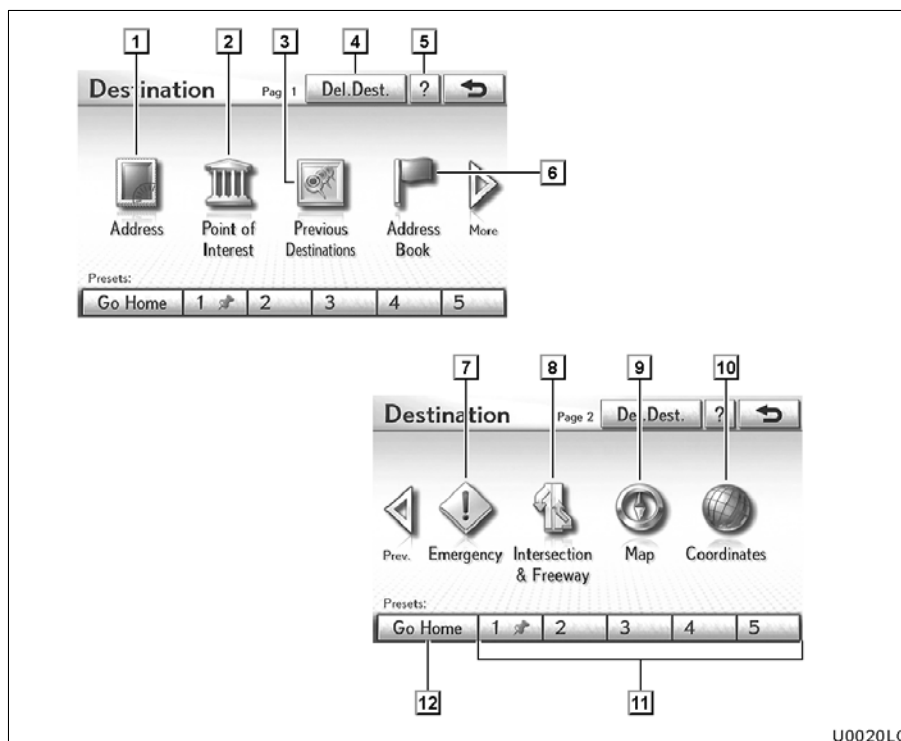 1 2 3 4 5
Destination Page 1 Del.Dest. ?
6
Address Point of Interest Previous Destinations Address Book More
Presets:
Go Home 1 2 3 4 5
7 8 9 10
Destination Page 2 Del.Dest. ?
Prev. Emergency Intersection & Freeway Map Coordinates
Presets:
Go Home 1 2 3 4 5
12 11
U0020LC